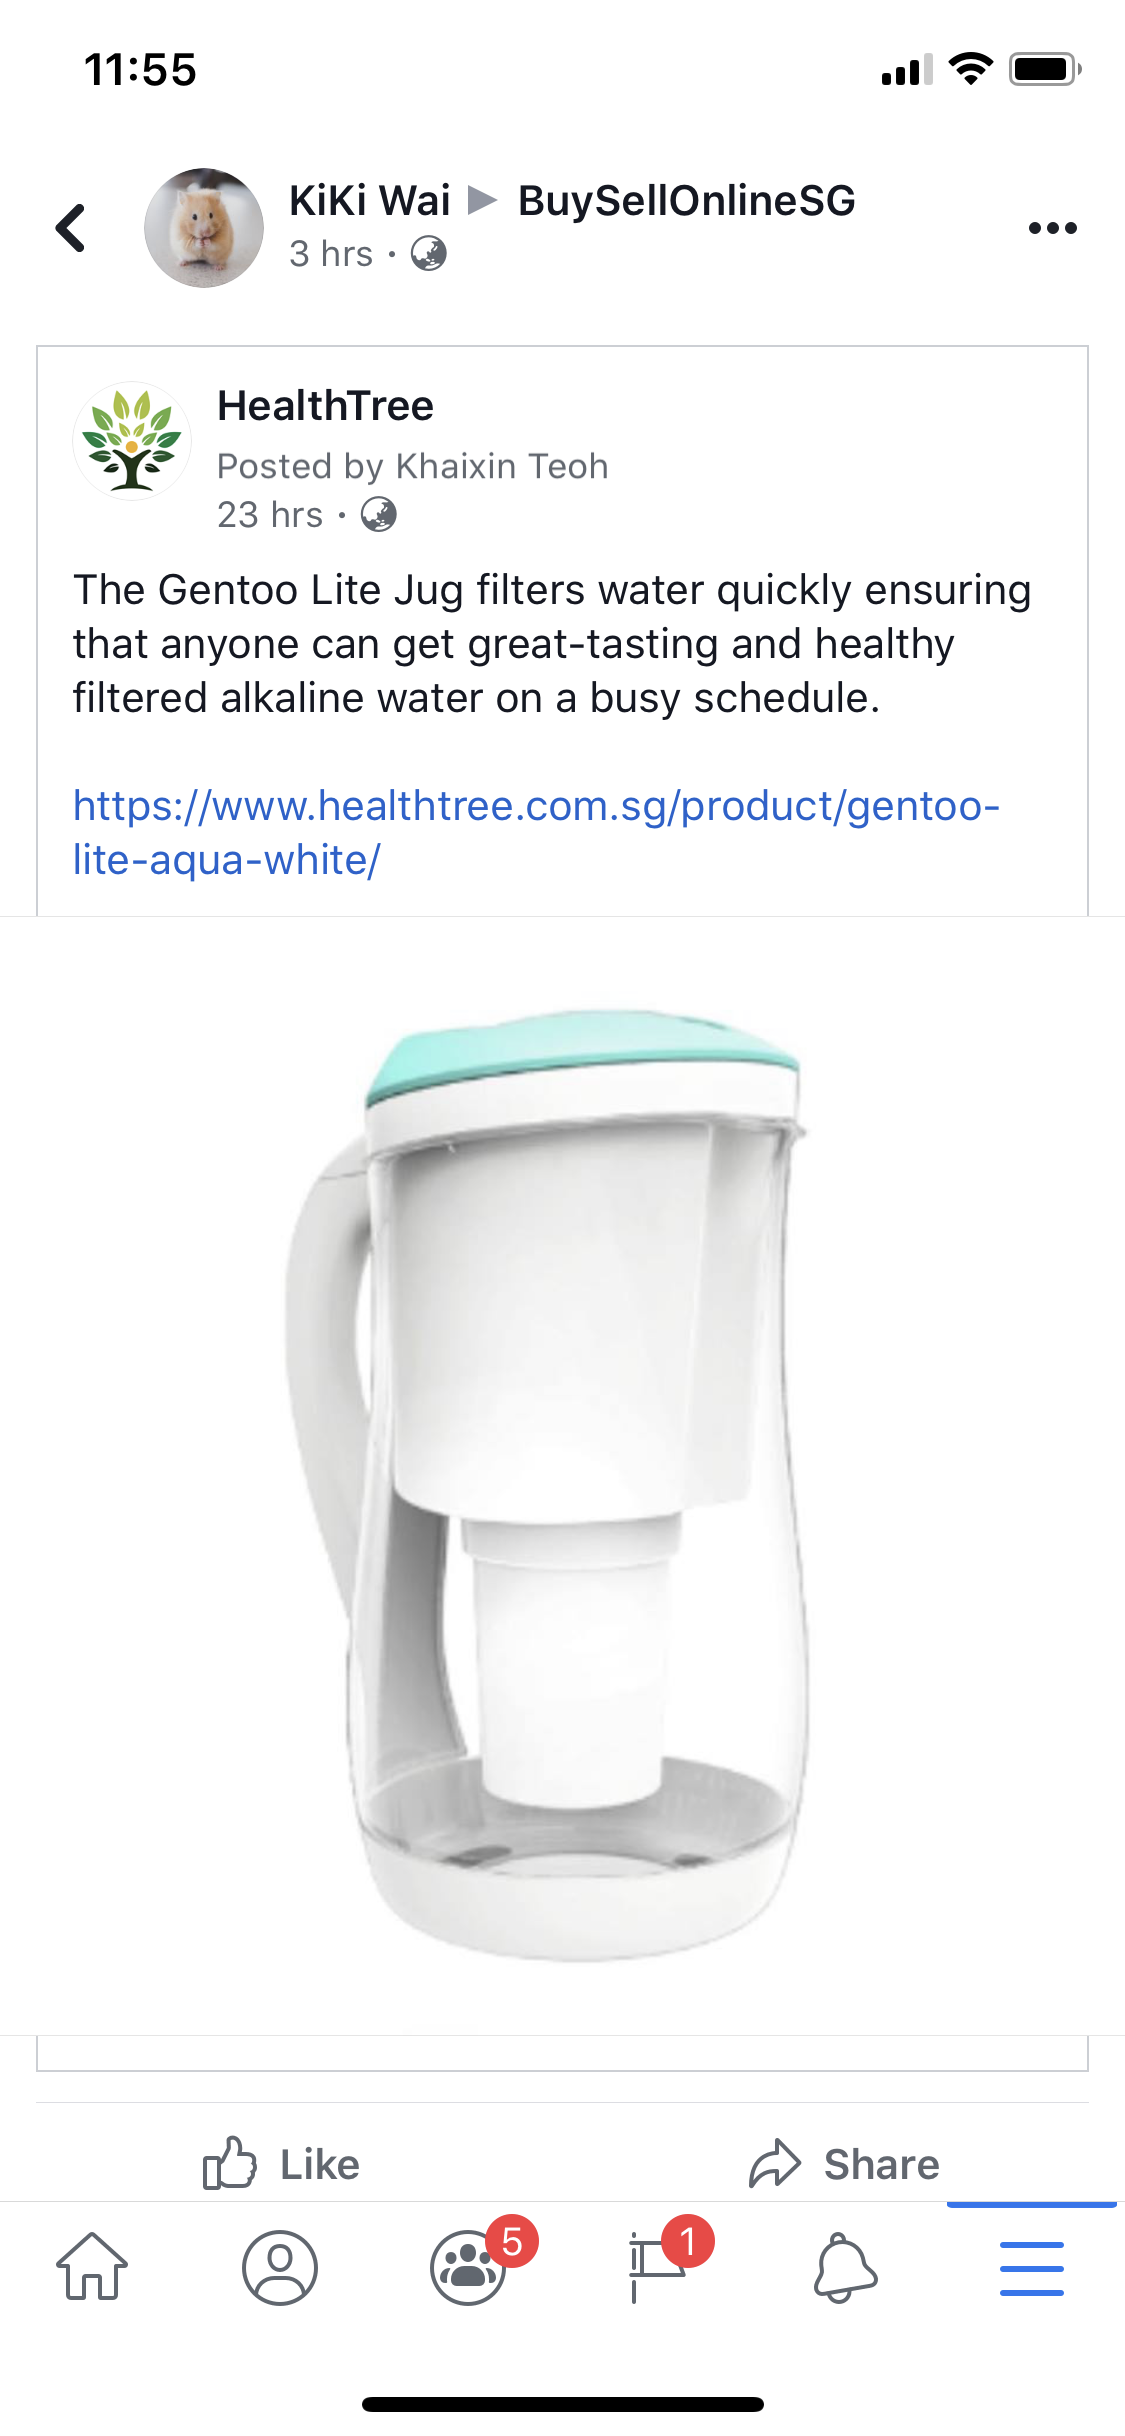 11:55
KiKi Wai ▶ BuySellOnlineSG
3 hrs ·
HealthTree
Posted by Khaixin Teoh
23 hrs ·
The Gentoo Lite Jug filters water quickly ensuring
that anyone can get great-tasting and healthy
filtered alkaline water on a busy schedule.
https://www.healthtree.com.sg/product/gentoo-
lite-aqua-white/
Like
Share
5
1